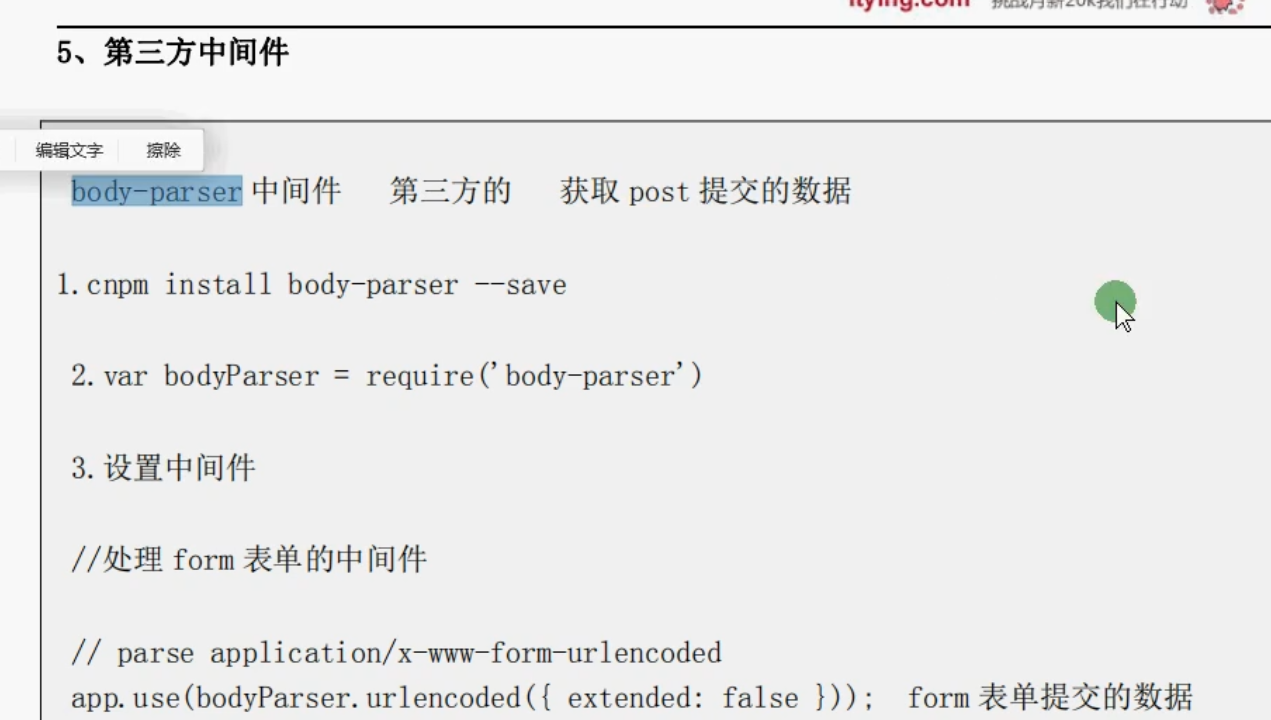 itying.com 挑战月薪20k我们在行动
5、第三方中间件
编辑文字 擦除
body-parser 中间件 第三方的 获取 post 提交的数据
1.cnpm install body-parser --save
2.var bodyParser = require('body-parser')
3.设置中间件
//处理 form 表单的中间件
// parse application/x-www-form-urlencoded
app.use(bodyParser.urlencoded({ extended: false })); form 表单提交的数据